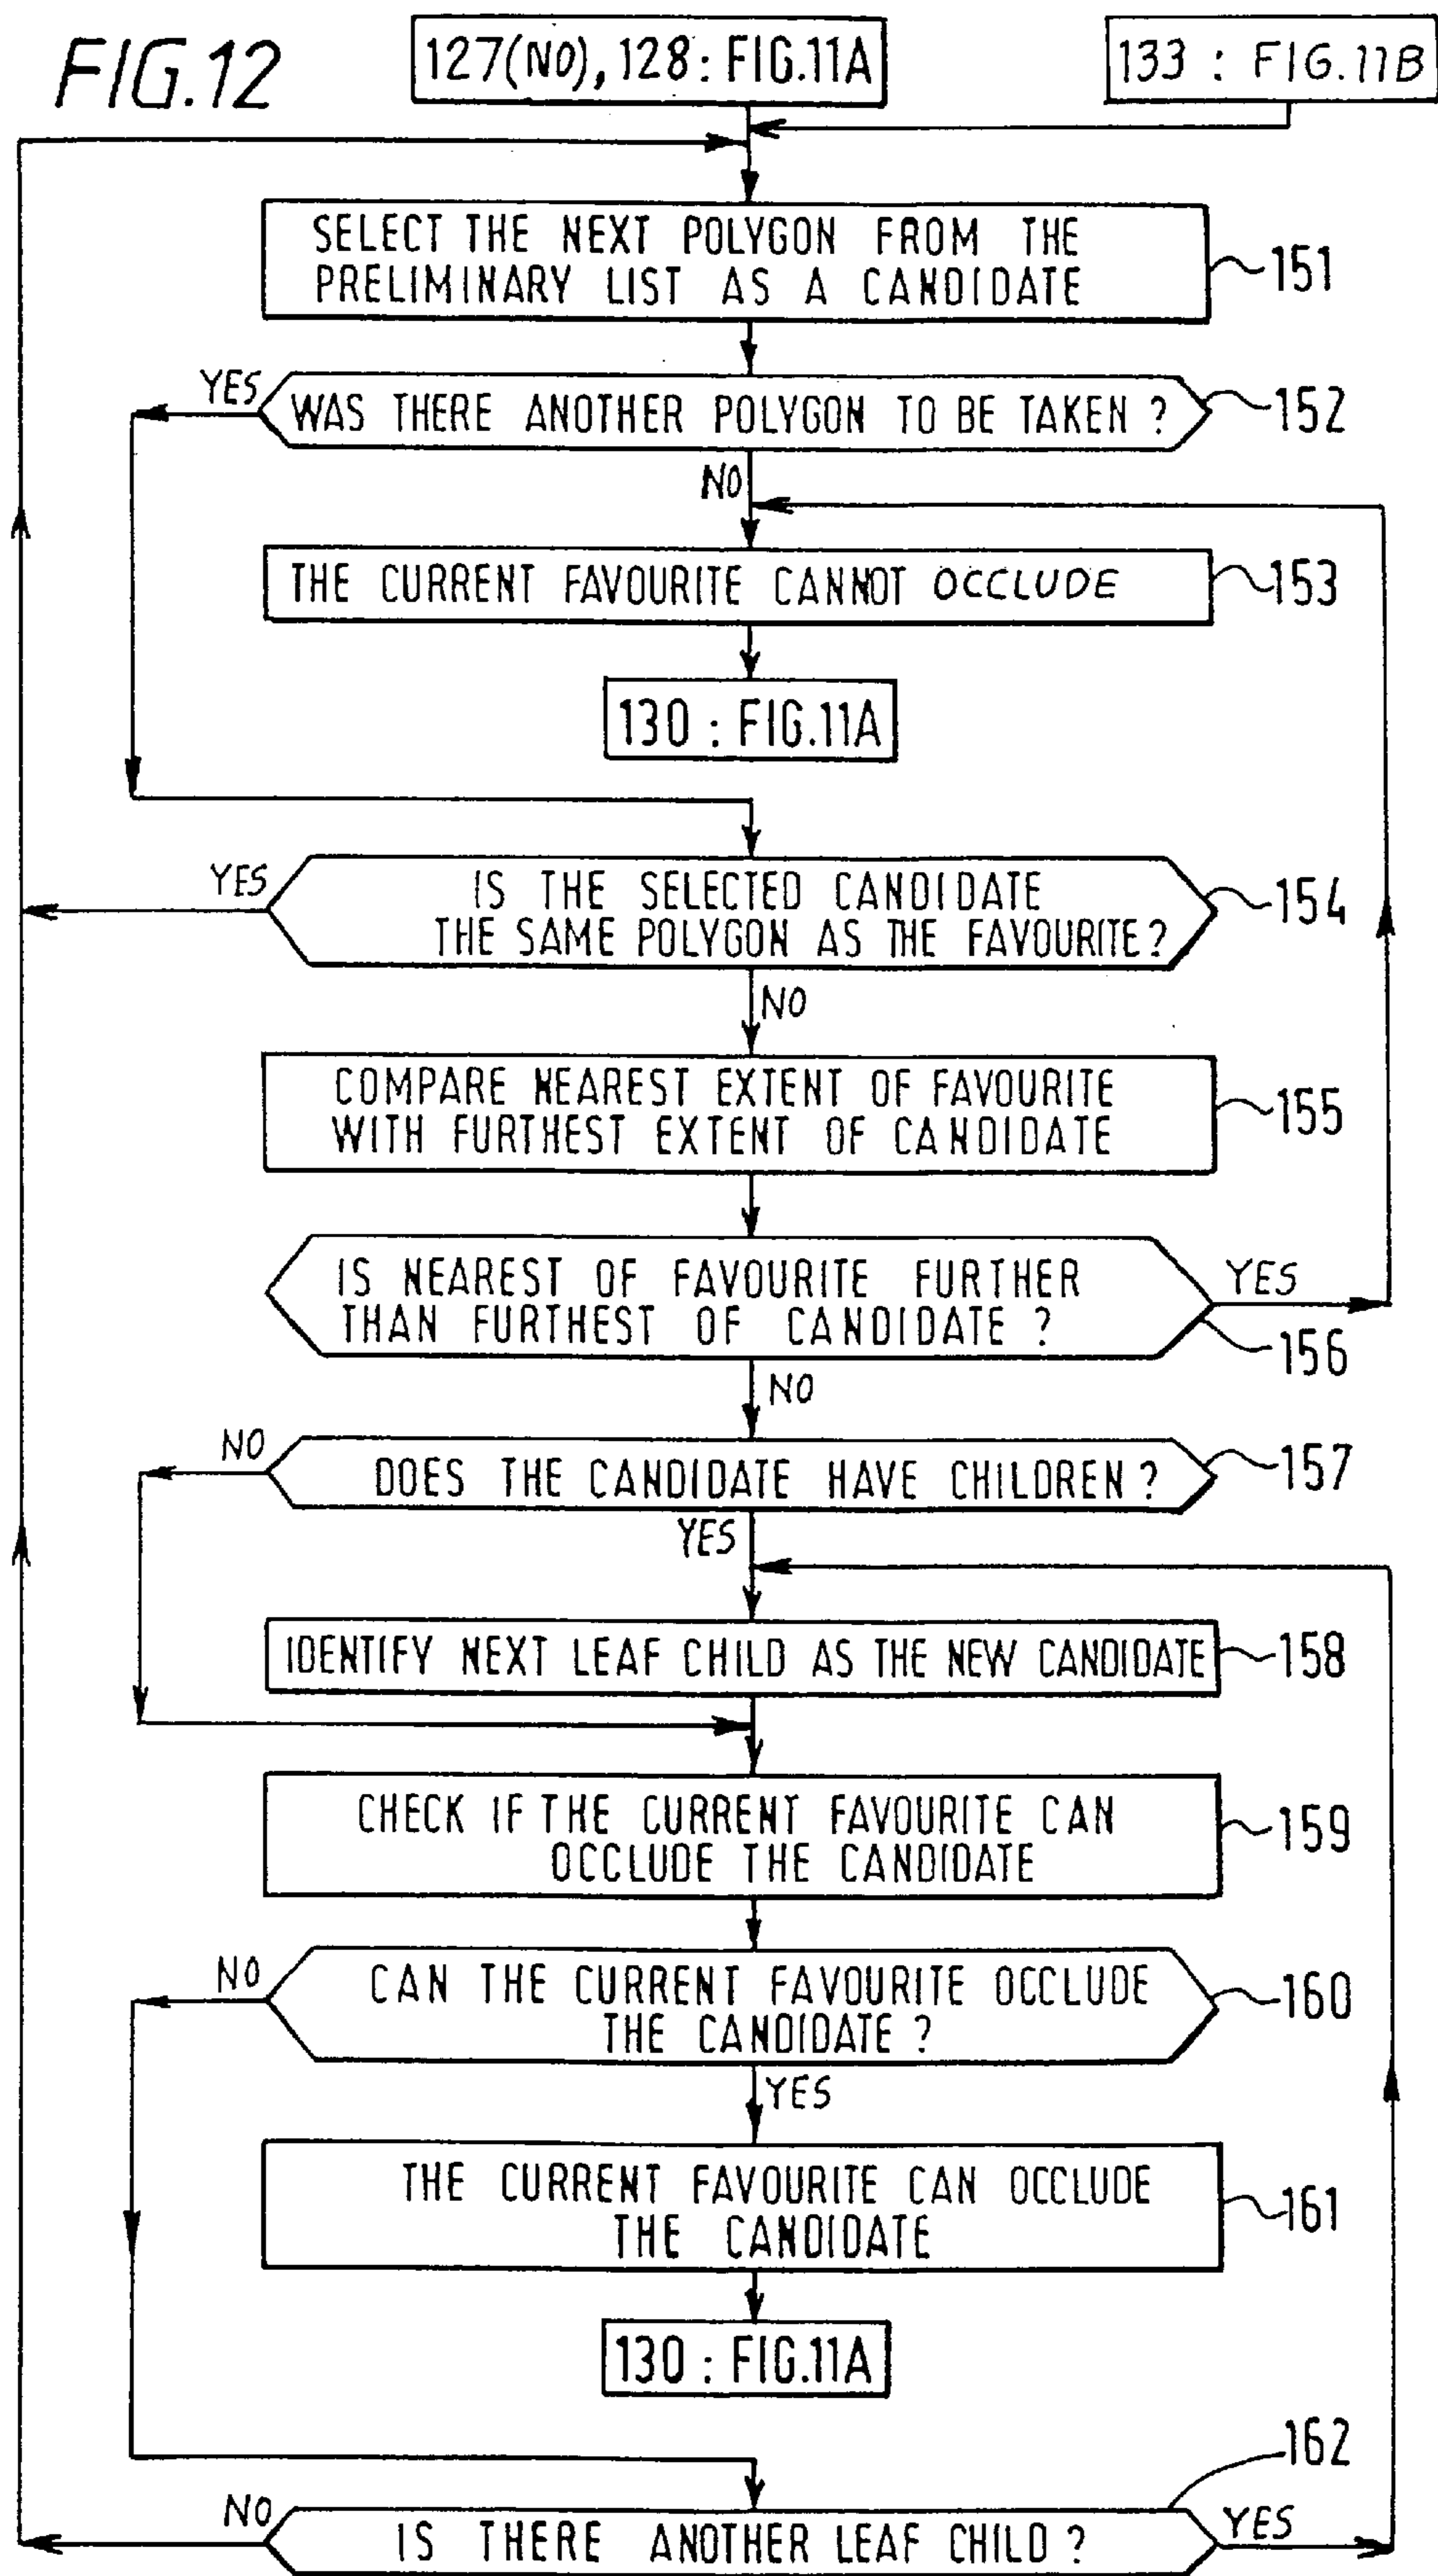 FIG.12
127(NO), 128 : FIG.11A
133 : FIG.11B
SELECT THE NEXT POLYGON FROM THE
PRELIMINARY LIST AS A CANDIDATE
151
YES
WAS THERE ANOTHER POLYGON TO BE TAKEN ?
152
NO
THE CURRENT FAVOURITE CANNOT OCCLUDE
153
130 : FIG.11A
YES
IS THE SELECTED CANDIDATE
THE SAME POLYGON AS THE FAVOURITE?
154
NO
COMPARE NEAREST EXTENT OF FAVOURITE
WITH FURTHEST EXTENT OF CANDIDATE
155
IS NEAREST OF FAVOURITE FURTHER
THAN FURTHEST OF CANDIDATE ?
YES
156
NO
NO
DOES THE CANDIDATE HAVE CHILDREN ?
157
YES
IDENTIFY NEXT LEAF CHILD AS THE NEW CANDIDATE
158
CHECK IF THE CURRENT FAVOURITE CAN
OCCLUDE THE CANDIDATE
159
NO
CAN THE CURRENT FAVOURITE OCCLUDE
THE CANDIDATE ?
160
YES
THE CURRENT FAVOURITE CAN OCCLUDE
THE CANDIDATE
161
130 : FIG.11A
162
NO
IS THERE ANOTHER LEAF CHILD ?
YES